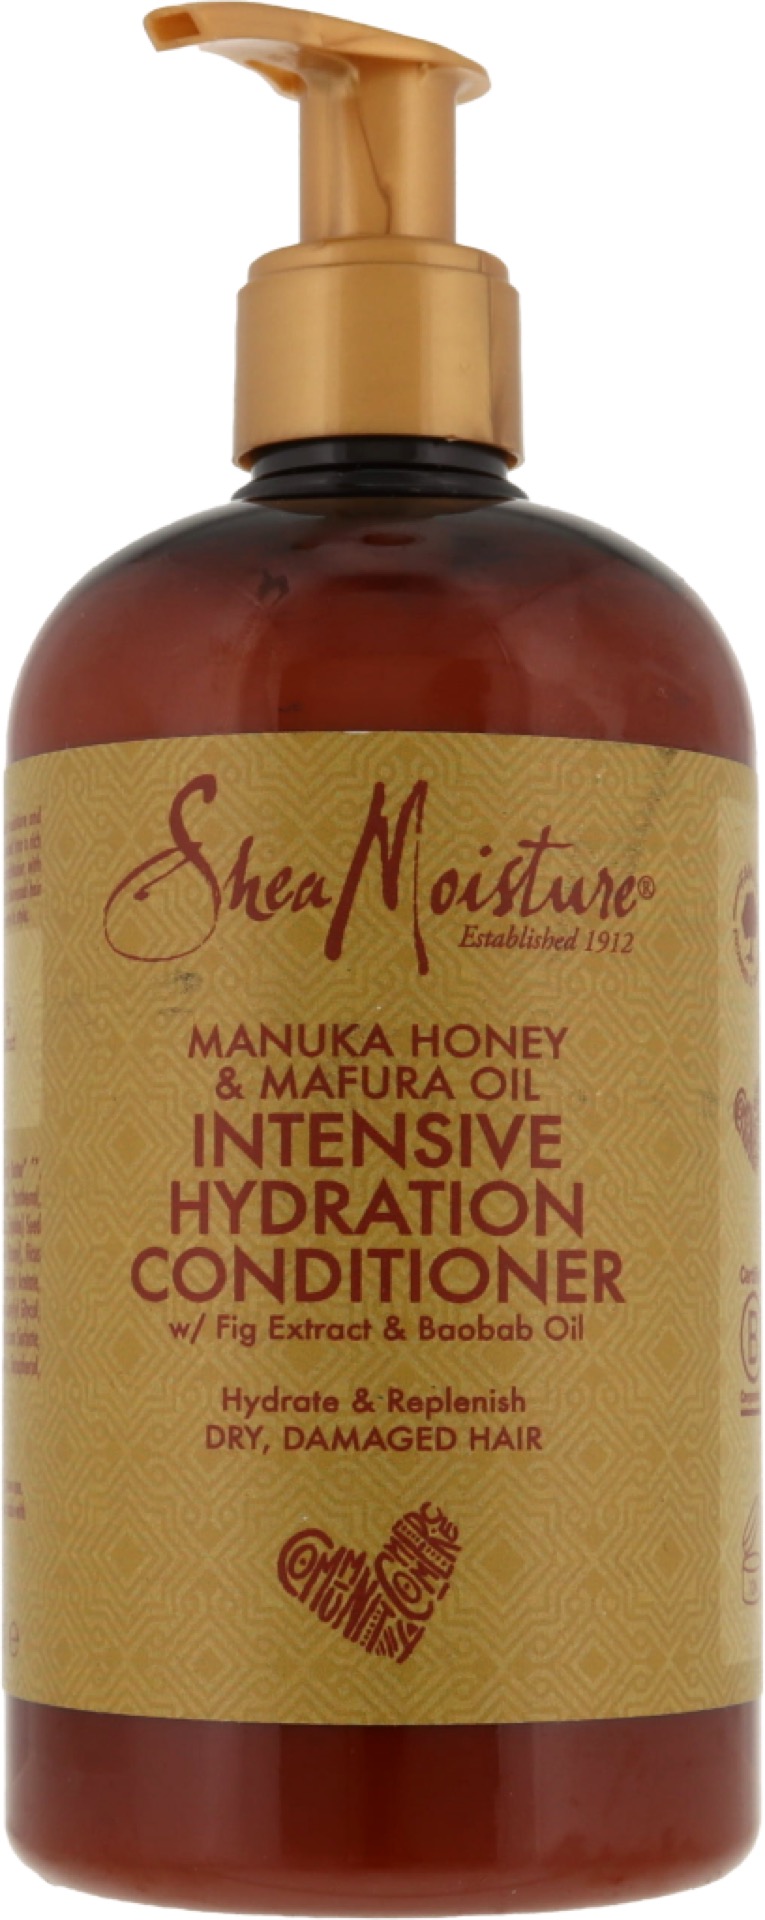 SheaMoisture®
Established 1912
MANUKA HONEY
& MAFURA OIL
INTENSIVE
HYDRATION
CONDITIONER
w/ Fig Extract & Baobab Oil
Hydrate & Replenish
DRY, DAMAGED HAIR
COMMUNITY
COMMERCE